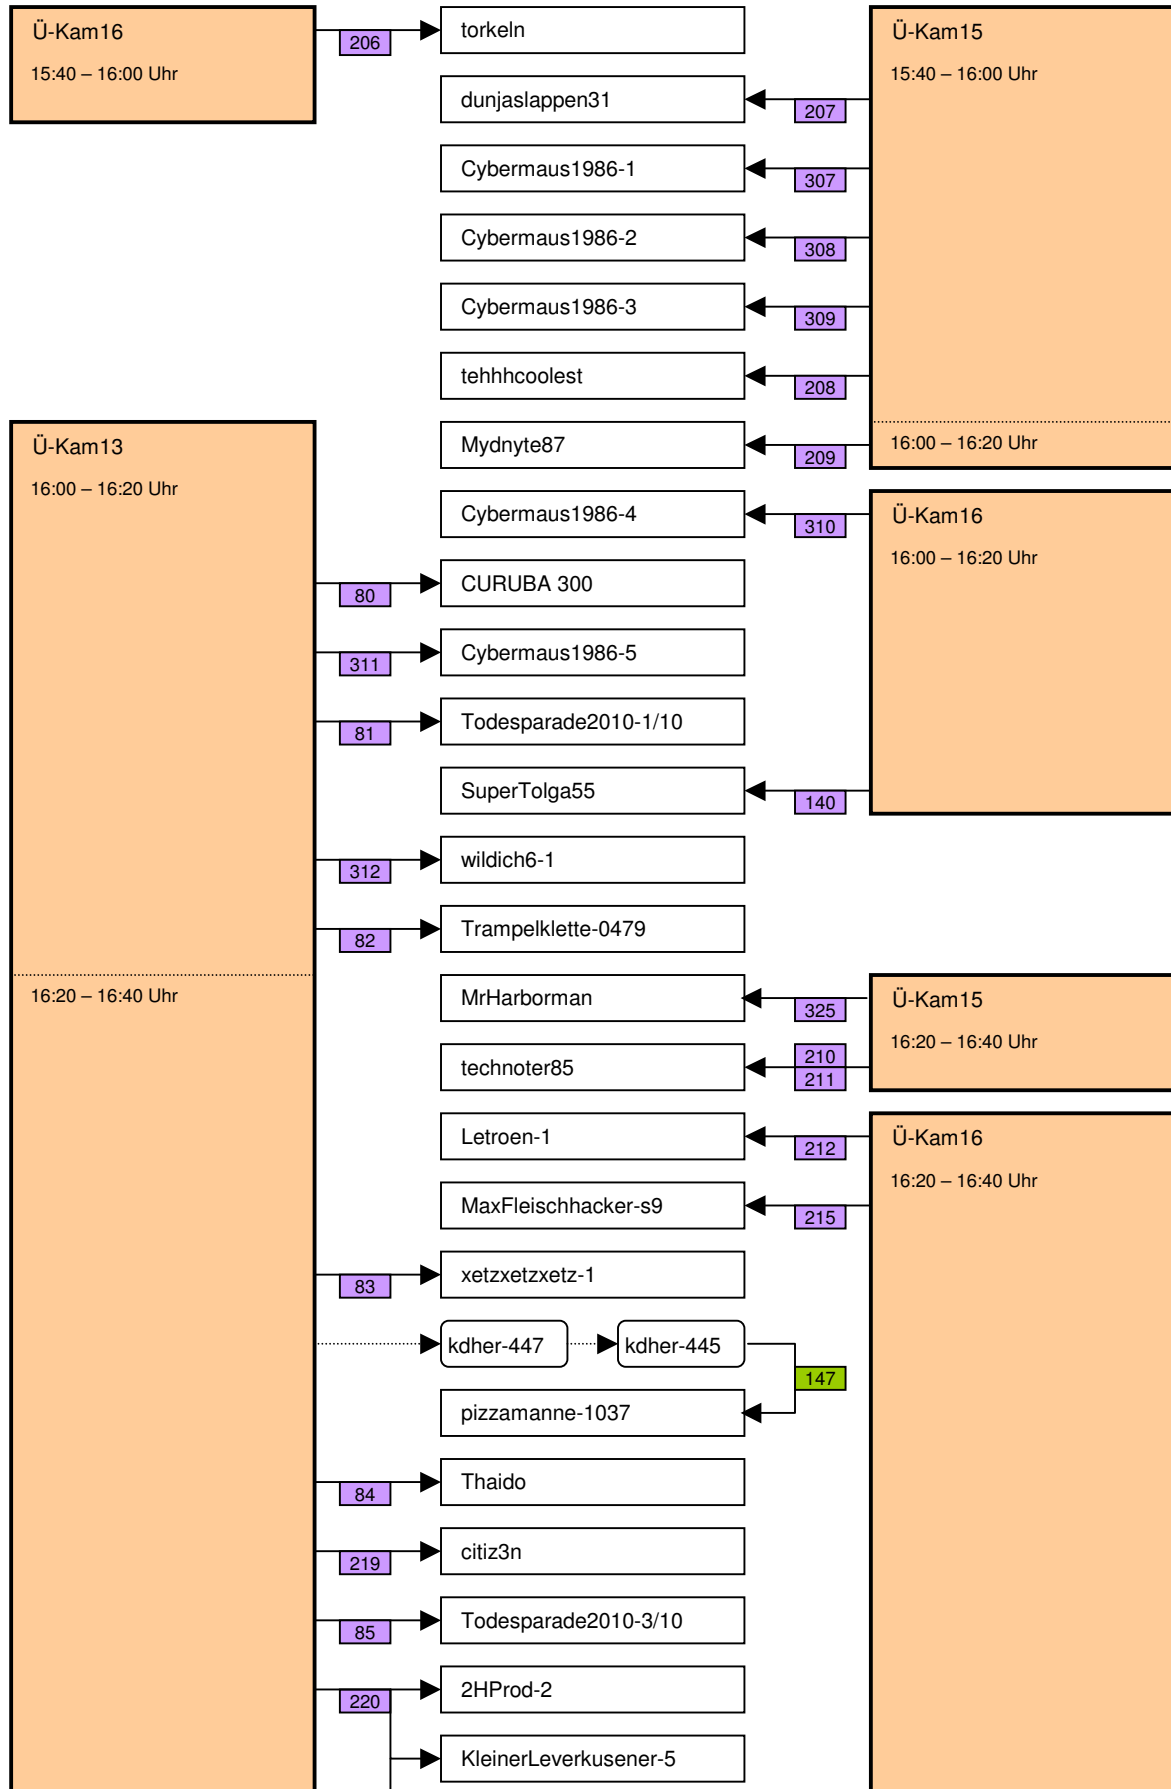 Ü-Kam16
15:40 – 16:00 Uhr
206
torkeln
Ü-Kam15
15:40 – 16:00 Uhr
dunjaslappen31
207
Cybermaus1986-1
307
Cybermaus1986-2
308
Cybermaus1986-3
309
tehhhcoolest
208
Ü-Kam13
16:00 – 16:20 Uhr
Mydnyte87
209
16:00 – 16:20 Uhr
Cybermaus1986-4
310
Ü-Kam16
16:00 – 16:20 Uhr
80
CURUBA 300
311
Cybermaus1986-5
81
Todesparade2010-1/10
SuperTolga55
140
312
wildich6-1
82
Trampelklette-0479
16:20 – 16:40 Uhr
MrHarborman
325
Ü-Kam15
16:20 – 16:40 Uhr
technoter85
210
211
Letroen-1
212
Ü-Kam16
16:20 – 16:40 Uhr
MaxFleischhacker-s9
215
83
xetzxetzxetz-1
kdher-447
kdher-445
147
pizzamanne-1037
84
Thaido
219
citiz3n
85
Todesparade2010-3/10
220
2HProd-2
KleinerLeverkusener-5